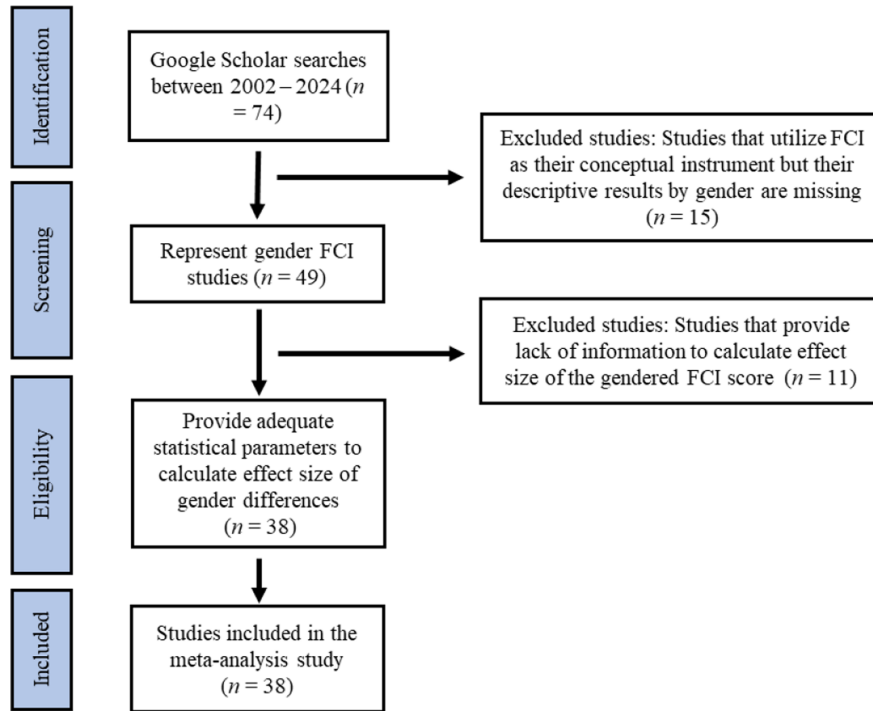 Identification
Google Scholar searches
between 2002 – 2024 (n
= 74)
Excluded studies: Studies that utilize FCI
as their conceptual instrument but their
descriptive results by gender are missing
(n = 15)
Screening
Represent gender FCI
studies (n = 49)
Excluded studies: Studies that provide
lack of information to calculate effect
size of the gendered FCI score (n = 11)
Eligibility
Provide adequate
statistical parameters to
calculate effect size of
gender differences
(n = 38)
Included
Studies included in the
meta-analysis study
(n = 38)